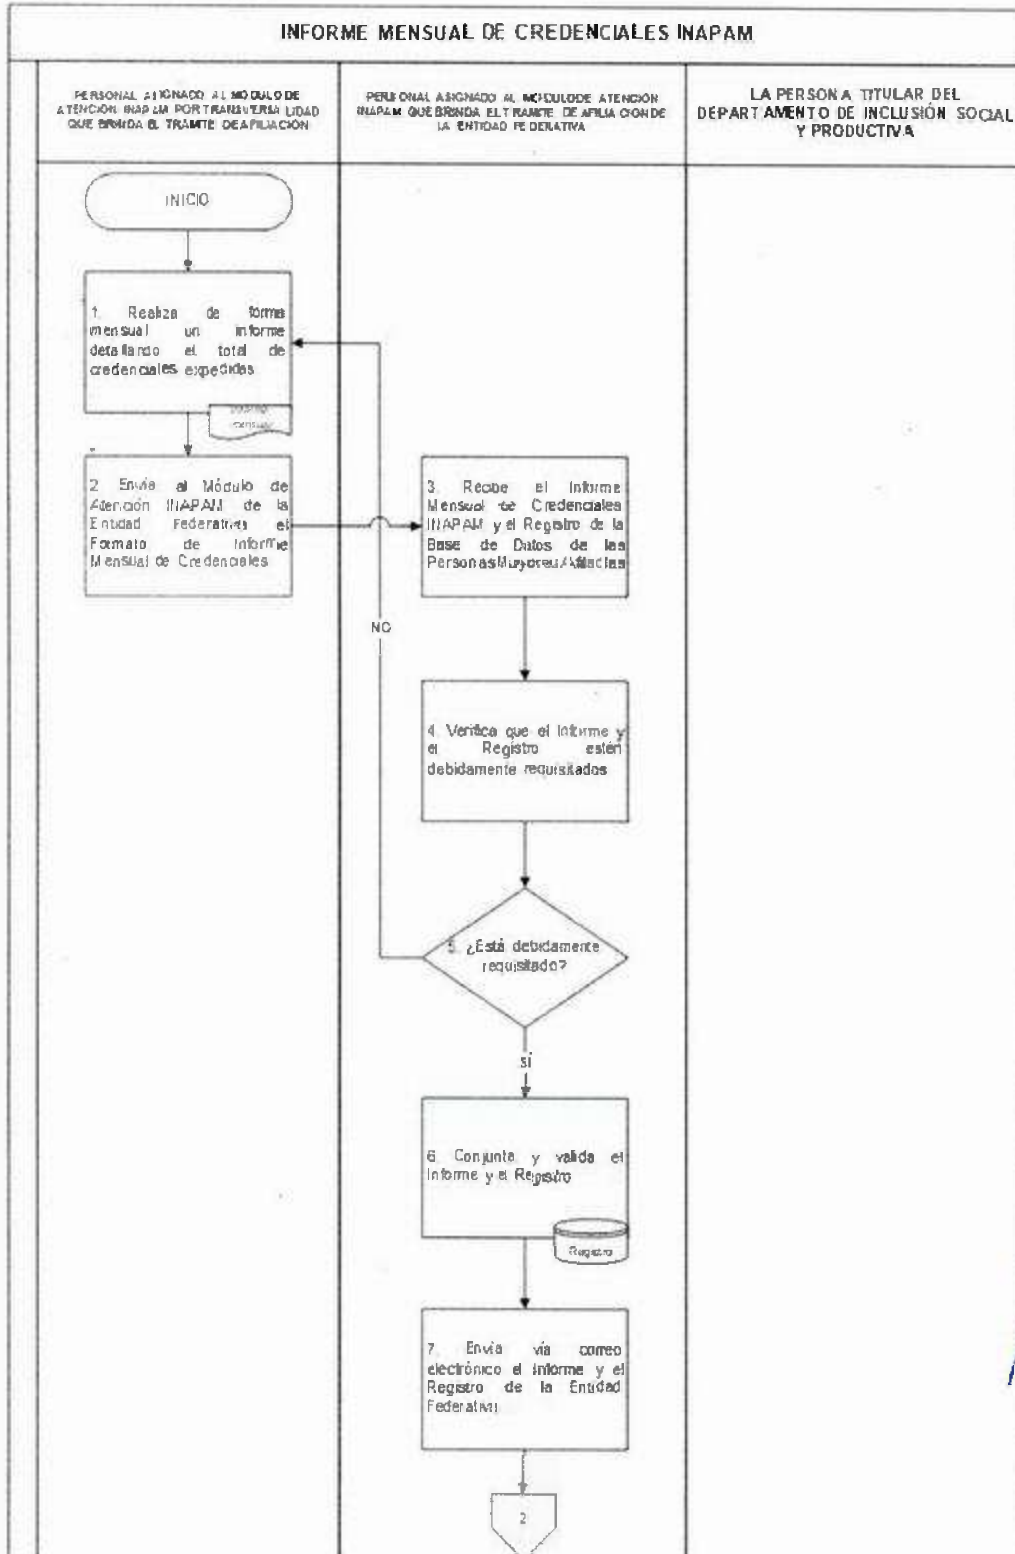 INFORME MENSUAL DE CREDENCIALES INAPAM
PERSONAL ASIGNADO AL MÓDULO DE
ATENCIÓN INAPAM POR TRANSVERSALIDAD
QUE BRINDA EL TRÁMITE DE AFILIACIÓN
PERSONAL ASIGNADO AL MÓDULO DE ATENCIÓN
INAPAM QUE BRINDA EL TRAMITE DE AFILIACIÓN DE
LA ENTIDAD FEDERATIVA
LA PERSONA TITULAR DEL
DEPARTAMENTO DE INCLUSIÓN SOCIAL
Y PRODUCTIVA
INICIO
1. Realiza de forma
mensual un informe
detallando el total de
credenciales expedidas
2. Envía al Módulo de
Atención INAPAM de la
Entidad Federativa el
Formato de Informe
Mensual de Credenciales
3. Recibe el Informe
Mensual de Credenciales
INAPAM y el Registro de la
Base de Datos de las
Personas
NO
4. Verifica que el Informe y
el Registro estén
debidamente requisitados
5. ¿Está debidamente
requisitado?
sí
6. Conjunta y valida el
Informe y el Registro
Registro
7. Envía vía correo
electrónico el Informe y el
Registro de la Entidad
Federativa
2